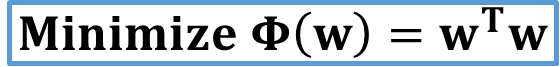 Minimize Φ(w) = wᵀw